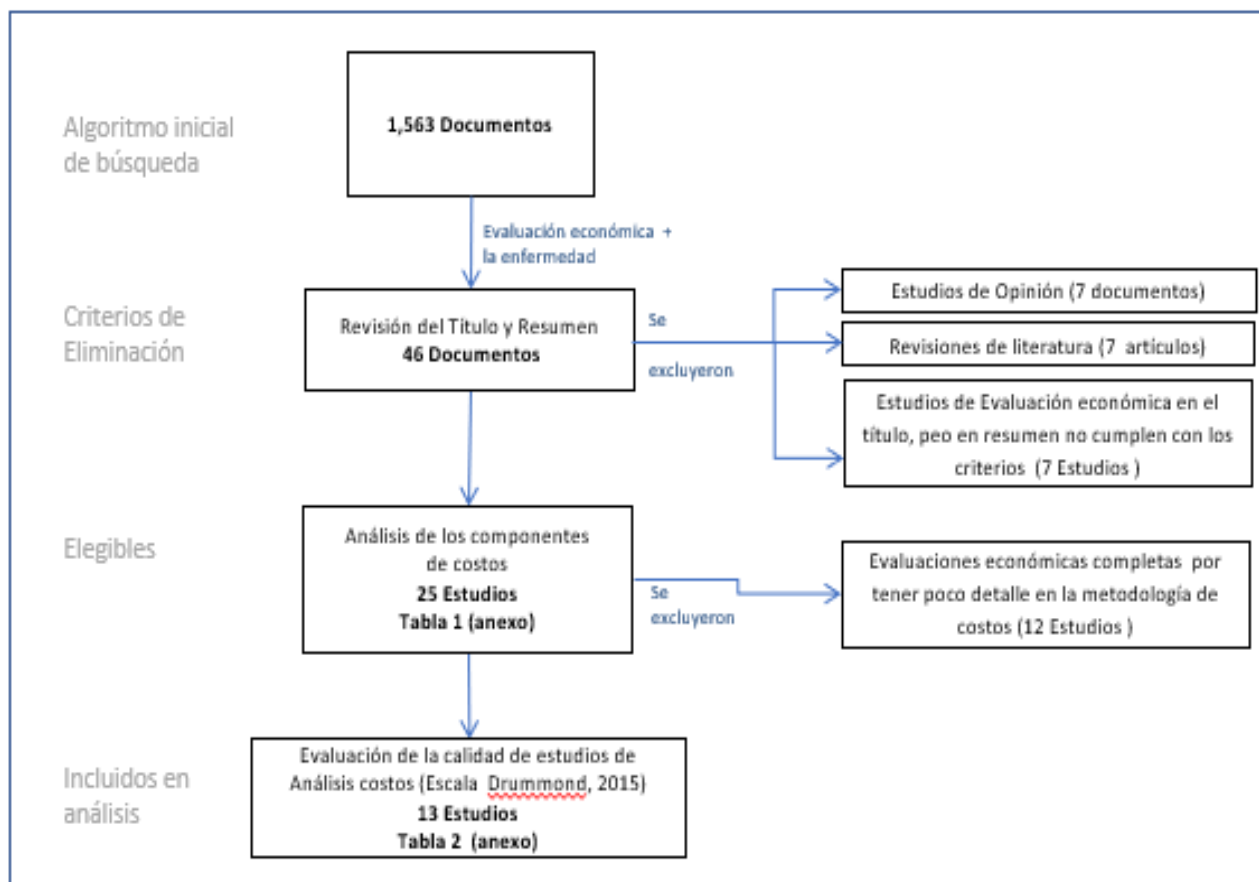 Algoritmo inicial
de búsqueda
1,563 Documentos
Evaluación económica +
la enfermedad
Criterios de
Eliminación
Revisión del Título y Resumen
46 Documentos
Se
excluyeron
Estudios de Opinión (7 documentos)
Revisiones de literatura (7 artículos)
Estudios de Evaluación económica en el
título, peo en resumen no cumplen con los
criterios (7 Estudios )
Elegibles
Análisis de los componentes
de costos
25 Estudios
Tabla 1 (anexo)
Se
excluyeron
Evaluaciones económicas completas por
tener poco detalle en la metodología de
costos (12 Estudios )
Incluidos en
análisis
Evaluación de la calidad de estudios de
Análisis costos (Escala Drummond, 2015)
13 Estudios
Tabla 2 (anexo)